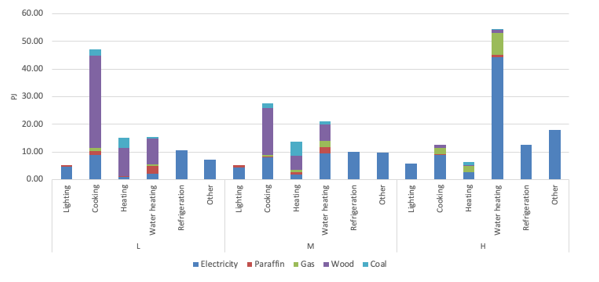 60.00
50.00
40.00
30.00
20.00
10.00
0.00
PJ
Lighting
Cooking
Heating
Water heating
Refrigeration
Other
Lighting
Cooking
Heating
Water heating
Refrigeration
Other
Lighting
Cooking
Heating
Water heating
Refrigeration
Other
L M H
Electricity Paraffin Gas Wood Coal